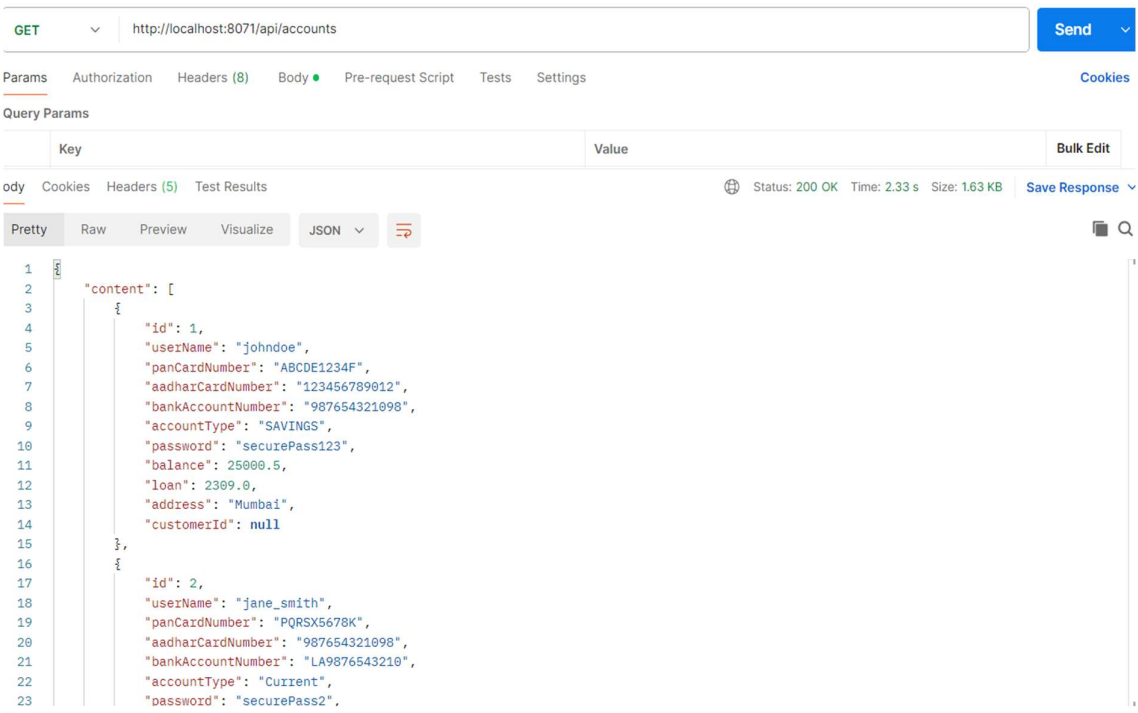 GET http://localhost:8071/api/accounts Send
Params Authorization Headers (8) Body Pre-request Script Tests Settings Cookies
Query Params
Key Value Bulk Edit
ody Cookies Headers (5) Test Results Status: 200 OK Time: 2.33 s Size: 1.63 KB Save Response
Pretty Raw Preview Visualize JSON
1 {
2 "content": [
3 {
4 "id": 1,
5 "userName": "johndoe",
6 "panCardNumber": "ABCDE1234F",
7 "aadharCardNumber": "123456789012",
8 "bankAccountNumber": "987654321098",
9 "accountType": "SAVINGS",
10 "password": "securePass123",
11 "balance": 25000.5,
12 "loan": 2309.0,
13 "address": "Mumbai",
14 "customerId": null
15 },
16 {
17 "id": 2,
18 "userName": "jane_smith",
19 "panCardNumber": "PQRSX5678K",
20 "aadharCardNumber": "987654321098",
21 "bankAccountNumber": "LA9876543210",
22 "accountType": "Current",
23 "password": "securePass2",